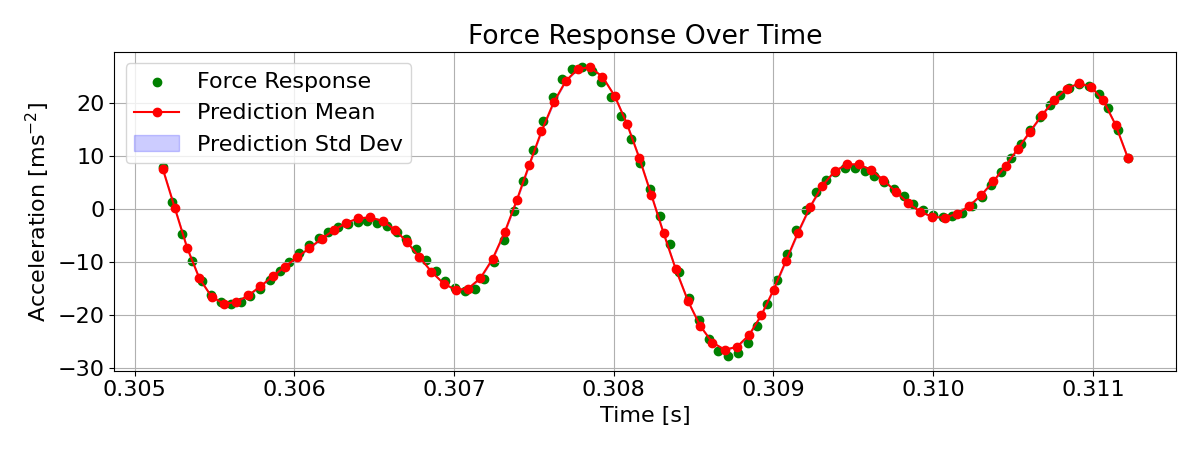 Force Response Over Time
Force Response
Prediction Mean
Prediction Std Dev
Acceleration [ms⁻²]
20
10
0
−10
−20
−30
0.305 0.306 0.307 0.308 0.309 0.310 0.311
Time [s]